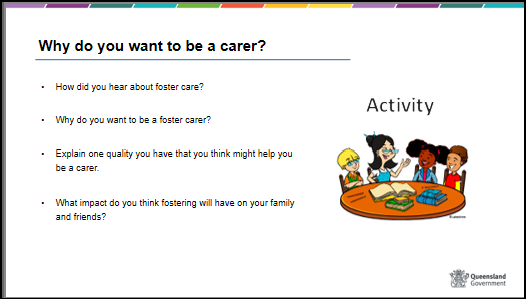 Why do you want to be a carer?
• How did you hear about foster care?
• Why do you want to be a foster carer?
• Explain one quality you have that you think might help you
be a carer.
• What impact do you think fostering will have on your family
and friends?
Activity
Queensland
Government